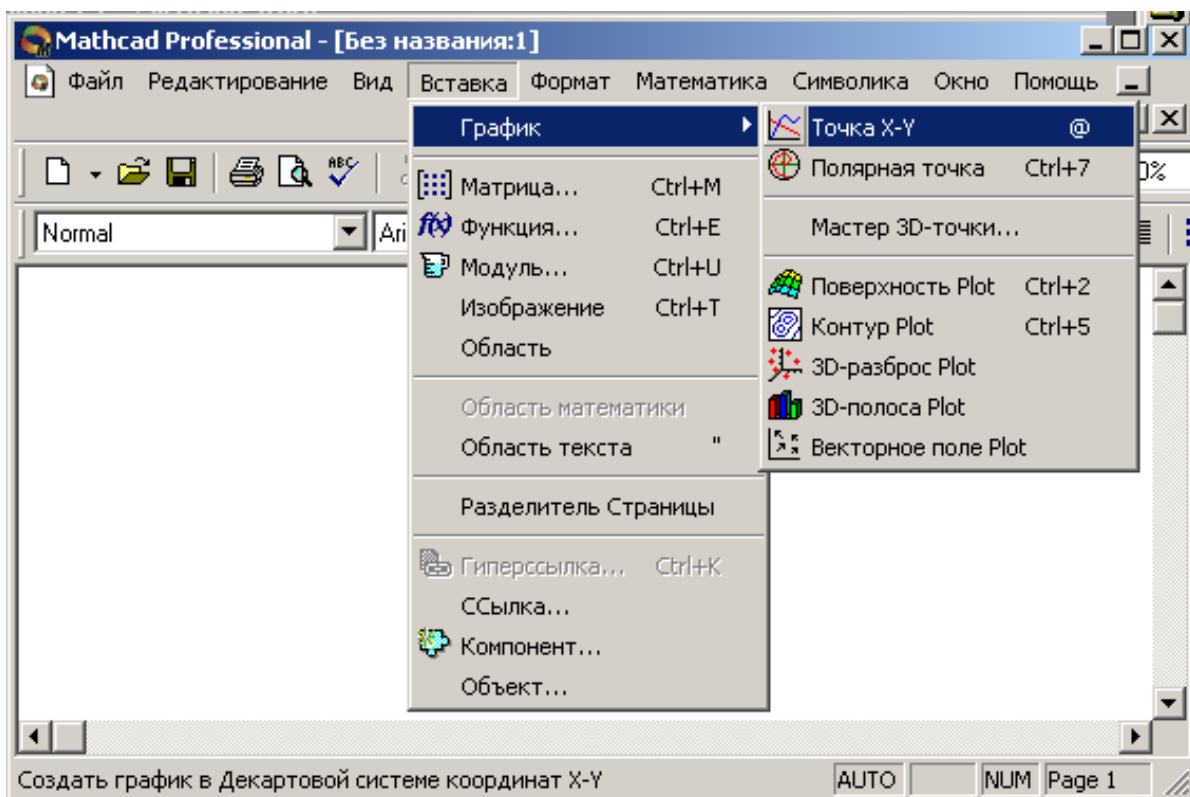 Mathcad Professional - [Без названия:1]
Файл Редактирование Вид Вставка Формат Математика Символика Окно Помощь
График
Матрица... Ctrl+M
Функция... Ctrl+E
Модуль... Ctrl+U
Изображение Ctrl+T
Область
Область математики
Область текста "
Разделитель Страницы
Гиперссылка... Ctrl+K
ССылка...
Компонент...
Объект...
Точка X-Y @
Полярная точка Ctrl+7
Мастер 3D-точки...
Поверхность Plot Ctrl+2
Контур Plot Ctrl+5
3D-разброс Plot
3D-полоса Plot
Векторное поле Plot
ABC
0%
Normal
Ari
Создать график в Декартовой системе координат X-Y AUTO NUM Page 1